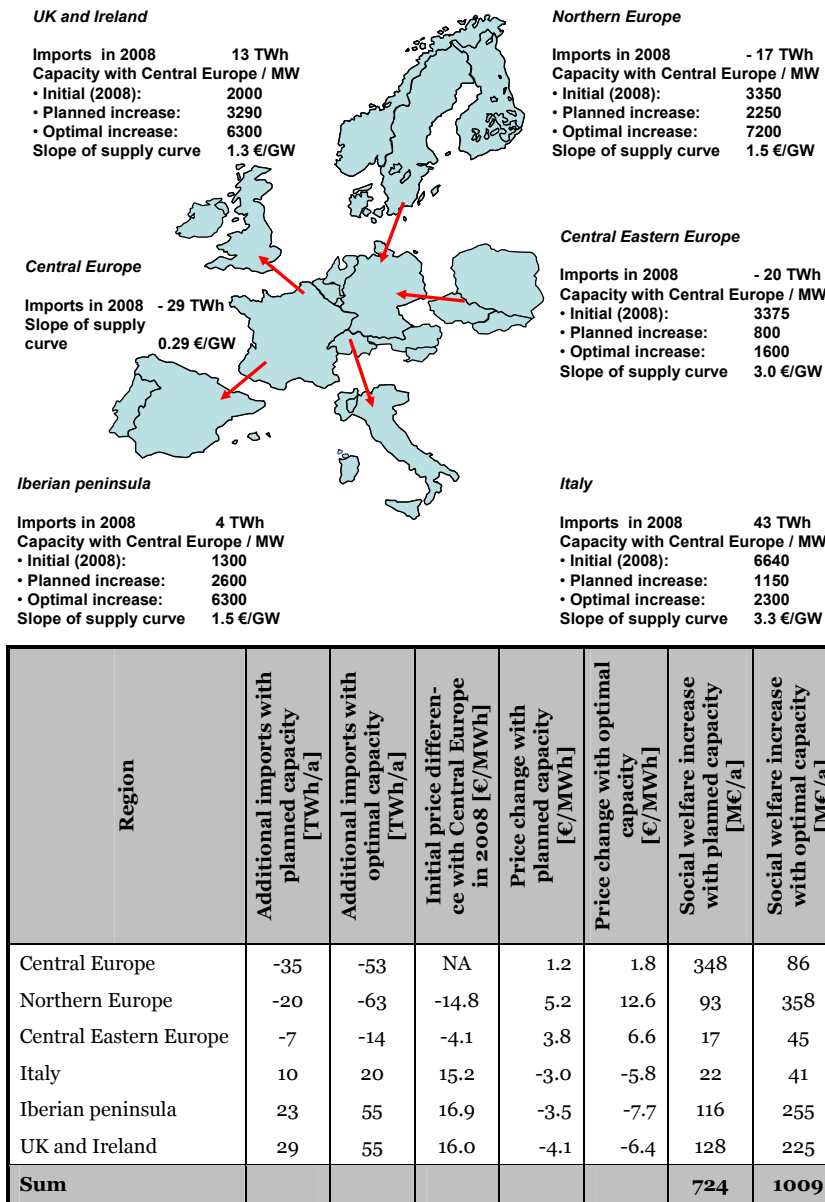 UK and Ireland
Imports in 2008 13 TWh
Capacity with Central Europe / MW
• Initial (2008): 2000
• Planned increase: 3290
• Optimal increase: 6300
Slope of supply curve 1.3 €/GW
Northern Europe
Imports in 2008 - 17 TWh
Capacity with Central Europe / MW
• Initial (2008): 3350
• Planned increase: 2250
• Optimal increase: 7200
Slope of supply curve 1.5 €/GW
Central Europe
Imports in 2008 - 29 TWh
Slope of supply
curve 0.29 €/GW
Central Eastern Europe
Imports in 2008 - 20 TWh
Capacity with Central Europe / MW
• Initial (2008): 3375
• Planned increase: 800
• Optimal increase: 1600
Slope of supply curve 3.0 €/GW
Iberian peninsula
Imports in 2008 4 TWh
Capacity with Central Europe / MW
• Initial (2008): 1300
• Planned increase: 2600
• Optimal increase: 6300
Slope of supply curve 1.5 €/GW
Italy
Imports in 2008 43 TWh
Capacity with Central Europe / MW
• Initial (2008): 6640
• Planned increase: 1150
• Optimal increase: 2300
Slope of supply curve 3.3 €/GW
Region
Additional imports with
planned capacity
[TWh/a]
Additional imports with
optimal capacity
[TWh/a]
Initial price differen-
ce with Central Europe
in 2008 [€/MWh]
Price change with
planned capacity
[€/MWh]
Price change with optimal
capacity
[€/MWh]
Social welfare increase
with planned capacity
[M€/a]
Social welfare increase
with optimal capacity
[M€/a]
Central Europe -35 -53 NA 1.2 1.8 348 86
Northern Europe -20 -63 -14.8 5.2 12.6 93 358
Central Eastern Europe -7 -14 -4.1 3.8 6.6 17 45
Italy 10 20 15.2 -3.0 -5.8 22 41
Iberian peninsula 23 55 16.9 -3.5 -7.7 116 255
UK and Ireland 29 55 16.0 -4.1 -6.4 128 225
Sum 724 1009